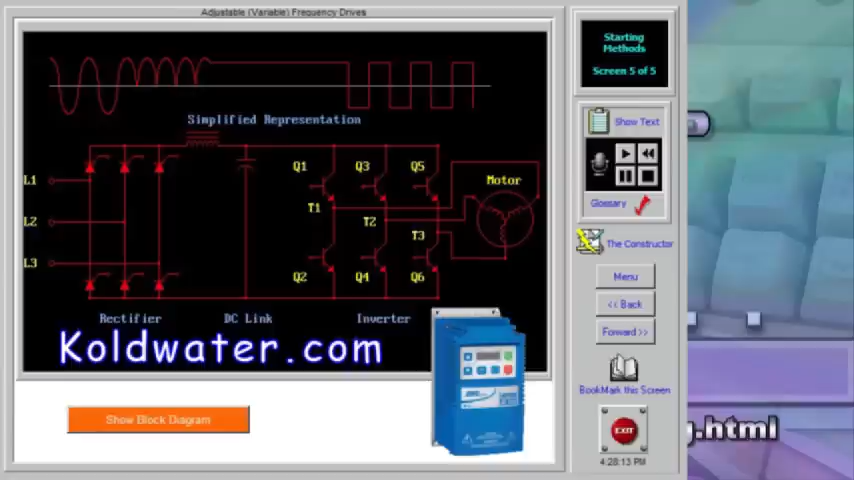 Adjustable (Variable) Frequency Drives
Starting
Methods
Screen 5 of 5
Simplified Representation
Show Text
Q1
Q3
Q5
L1
Motor
T1
Glossary
L2
T2
T3
The Constructor
L3
Q2
Q4
Q6
Menu
<< Back
Rectifier
DC Link
Inverter
Forward >>
Koldwater.com
BookMark this Screen
Show Block Diagram
EXIT
g.html
4:28:13 PM